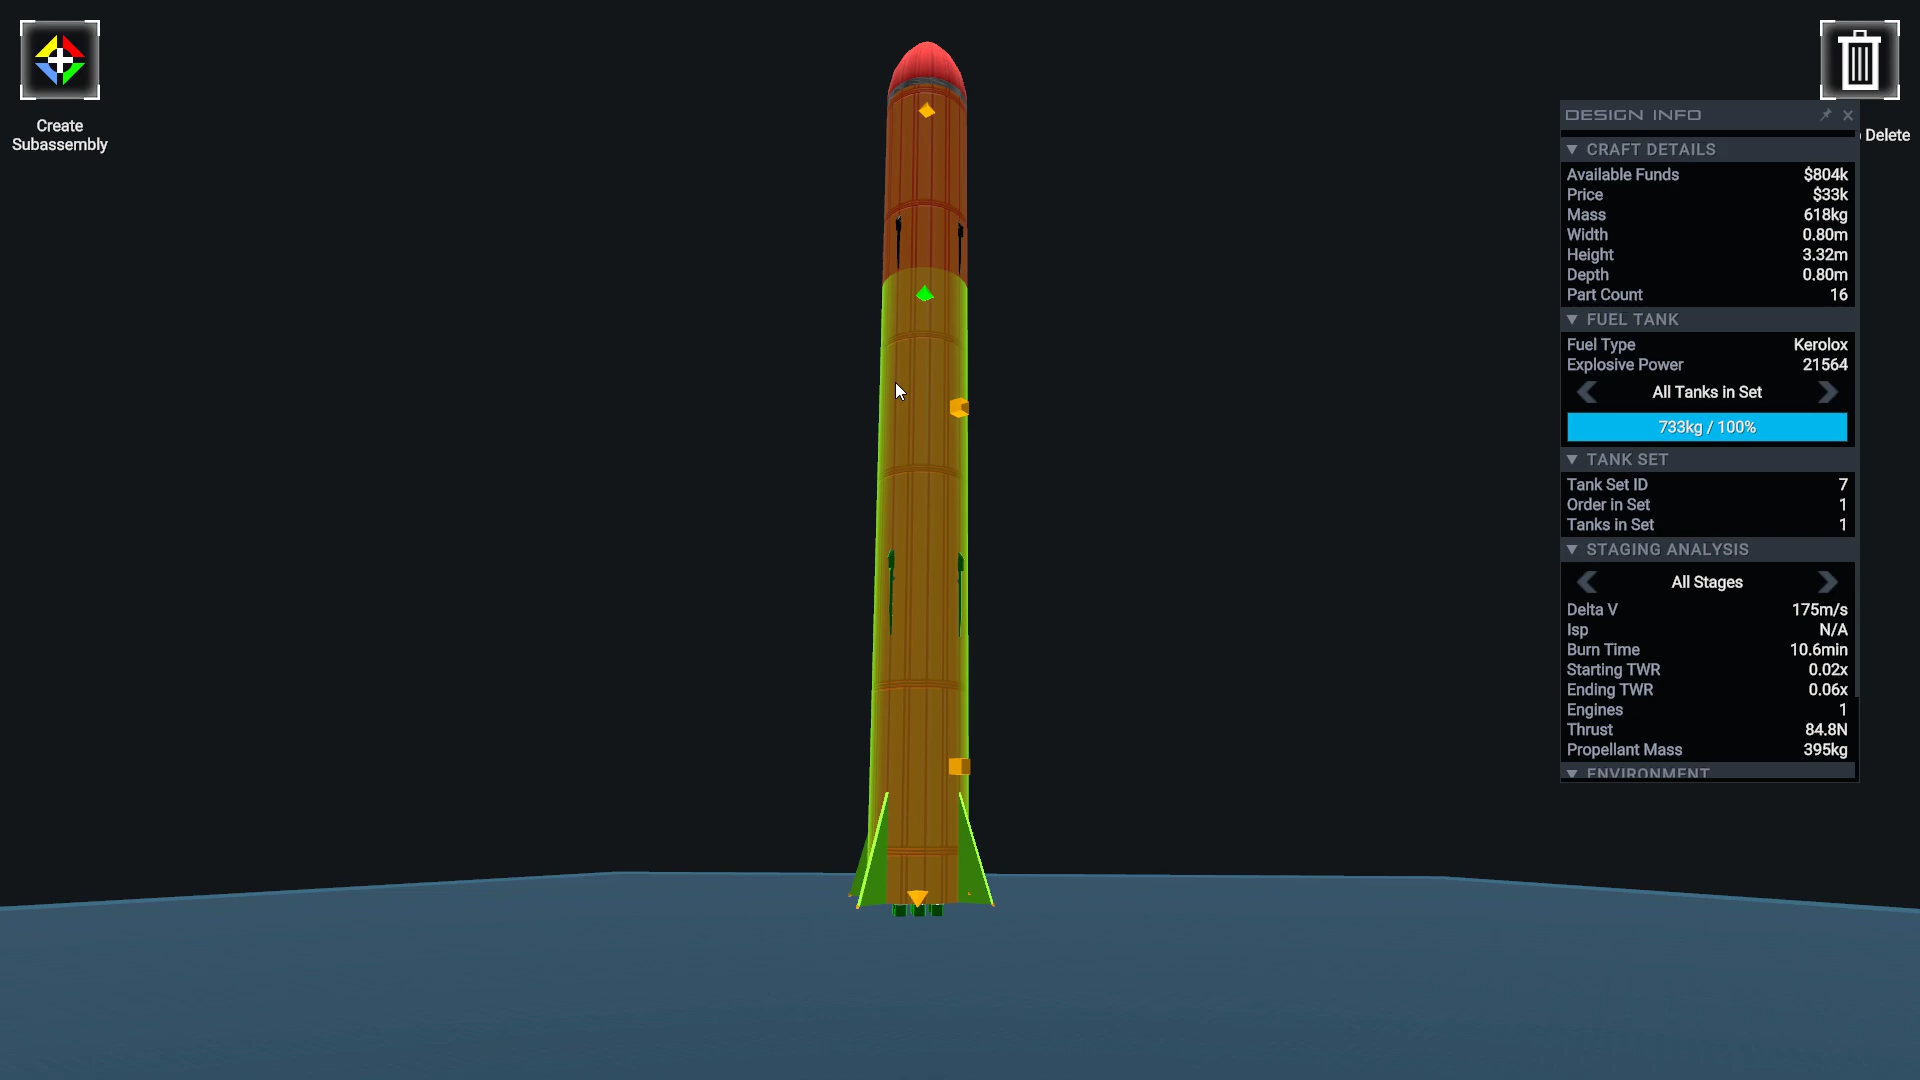 Create
Subassembly
Delete
DESIGN INFO
CRAFT DETAILS
Available Funds $804k
Price $33k
Mass 618kg
Width 0.80m
Height 3.32m
Depth 0.80m
Part Count 16
FUEL TANK
Fuel Type Kerolox
Explosive Power 21564
All Tanks in Set
733kg / 100%
TANK SET
Tank Set ID 7
Order in Set 1
Tanks in Set 1
STAGING ANALYSIS
All Stages
Delta V 175m/s
Isp N/A
Burn Time 10.6min
Starting TWR 0.02x
Ending TWR 0.06x
Engines 1
Thrust 84.8N
Propellant Mass 395kg
ENVIRONMENT